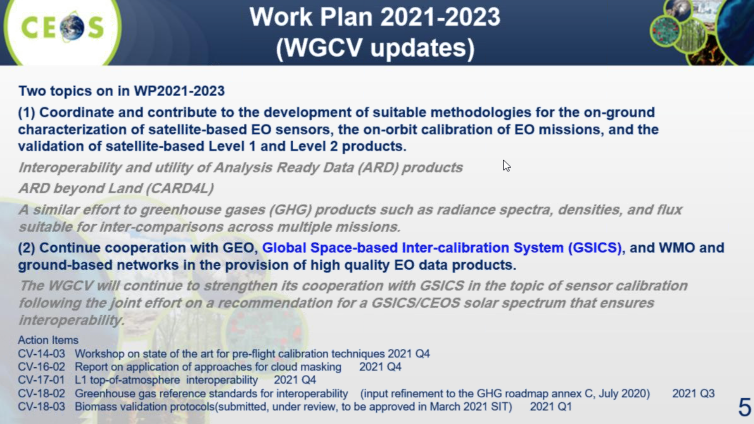 CEOS
Work Plan 2021-2023
(WGCV updates)
Two topics on in WP2021-2023
(1) Coordinate and contribute to the development of suitable methodologies for the on-ground
characterization of satellite-based EO sensors, the on-orbit calibration of EO missions, and the
validation of satellite-based Level 1 and Level 2 products.
Interoperability and utility of Analysis Ready Data (ARD) products
ARD beyond Land (CARD4L)
A similar effort to greenhouse gases (GHG) products such as radiance spectra, densities, and flux
suitable for inter-comparisons across multiple missions.
(2) Continue cooperation with GEO, Global Space-based Inter-calibration System (GSICS), and WMO and
ground-based networks in the provision of high quality EO data products.
The WGCV will continue to strengthen its cooperation with GSICS in the topic of sensor calibration
following the joint effort on a recommendation for a GSICS/CEOS solar spectrum that ensures
interoperability.
Action Items
CV-14-03 Workshop on state of the art for pre-flight calibration techniques 2021 Q4
CV-16-02 Report on application of approaches for cloud masking 2021 Q4
CV-17-01 L1 top-of-atmosphere interoperability 2021 Q4
CV-18-02 Greenhouse gas reference standards for interoperability (input refinement to the GHG roadmap annex C, July 2020) 2021 Q3
CV-18-03 Biomass validation protocols(submitted, under review, to be approved in March 2021 SIT) 2021 Q1
5